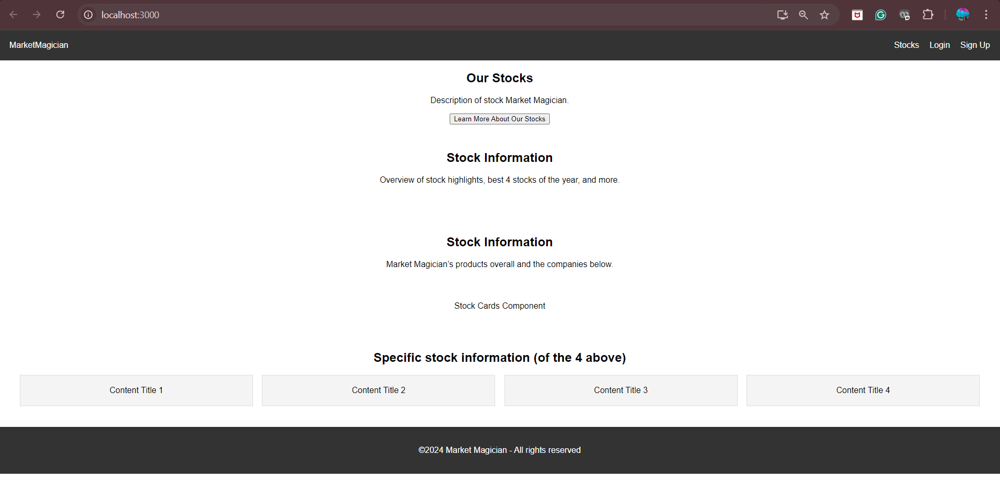 localhost:3000
MarketMagician
Stocks Login Sign Up
Our Stocks
Description of stock Market Magician.
Learn More About Our Stocks
Stock Information
Overview of stock highlights, best 4 stocks of the year, and more.
Stock Information
Market Magician’s products overall and the companies below.
Stock Cards Component
Specific stock information (of the 4 above)
Content Title 1 Content Title 2 Content Title 3 Content Title 4
©2024 Market Magician - All rights reserved